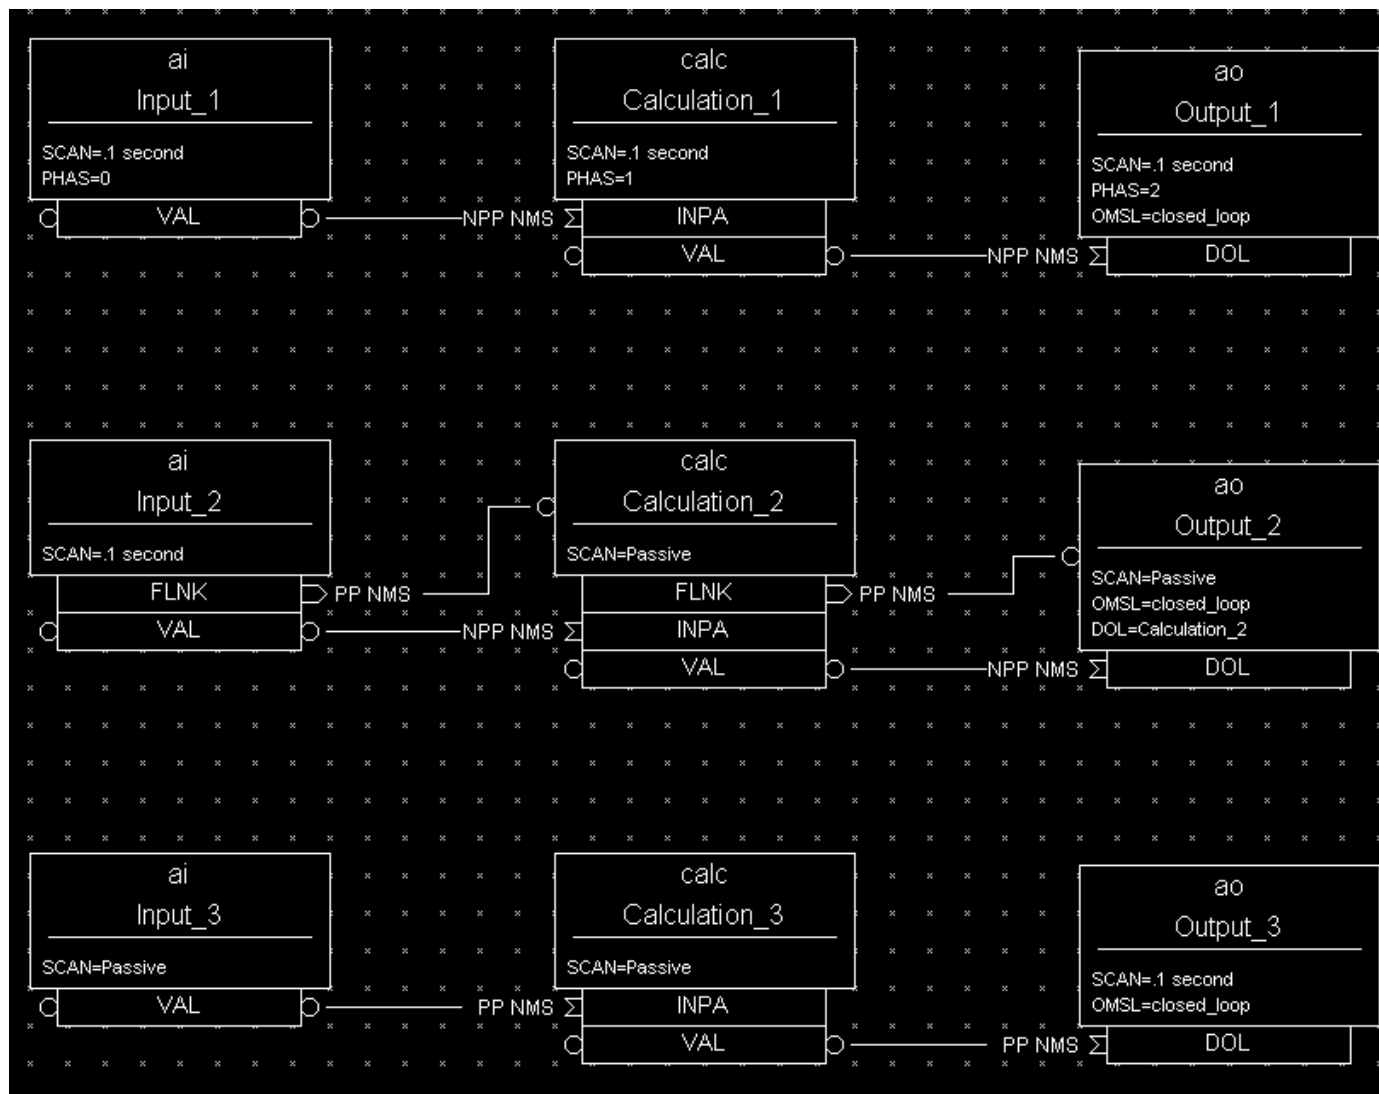 ai
Input_1
SCAN=.1 second
PHAS=0
VAL
calc
Calculation_1
SCAN=.1 second
PHAS=1
NPP NMS
INPA
VAL
ao
Output_1
SCAN=.1 second
PHAS=2
OMSL=closed_loop
NPP NMS
DOL
ai
Input_2
SCAN=.1 second
FLNK
PP NMS
VAL
NPP NMS
calc
Calculation_2
SCAN=Passive
FLNK
PP NMS
INPA
VAL
NPP NMS
ao
Output_2
SCAN=Passive
OMSL=closed_loop
DOL=Calculation_2
DOL
ai
Input_3
SCAN=Passive
VAL
PP NMS
calc
Calculation_3
SCAN=Passive
INPA
VAL
PP NMS
ao
Output_3
SCAN=.1 second
OMSL=closed_loop
DOL